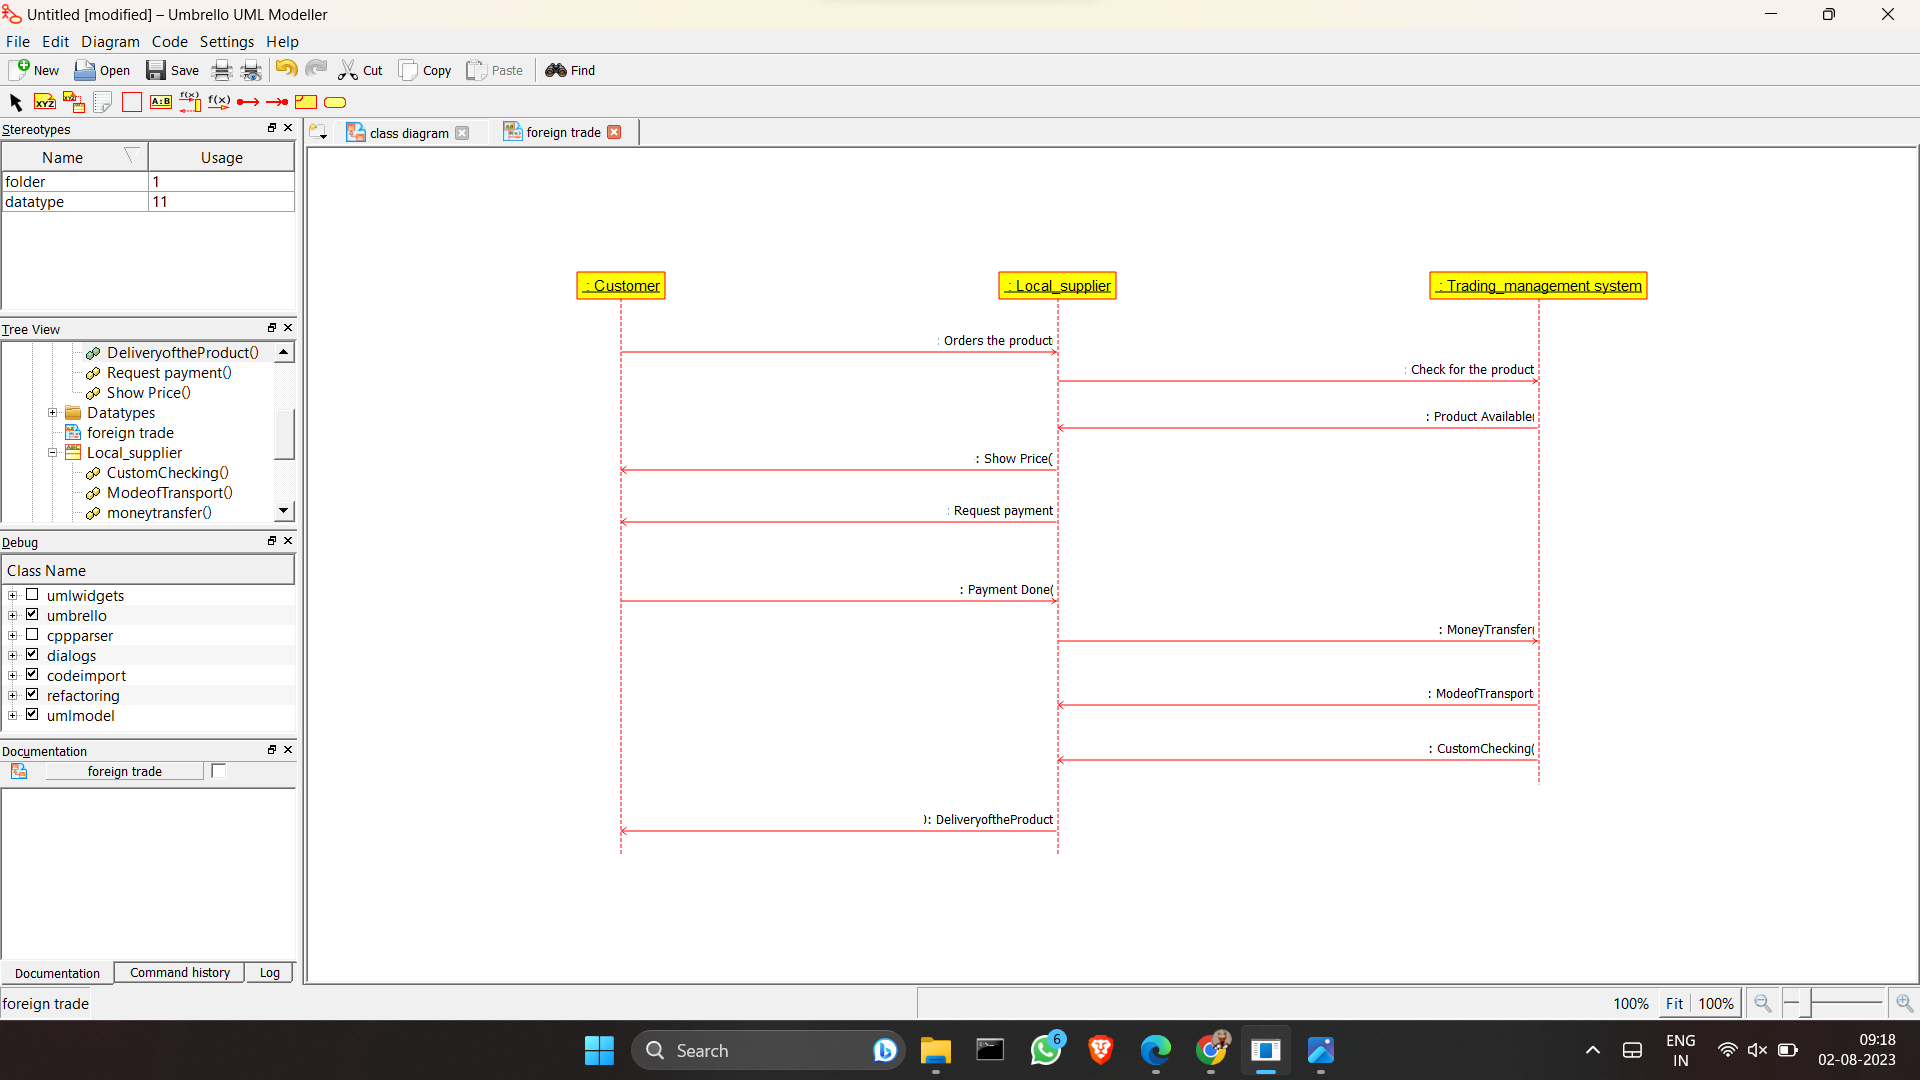 Untitled [modified] – Umbrello UML Modeller
File Edit Diagram Code Settings Help
New Open Save Cut Copy Paste Find
XYZ XYZ A:B f(x) f(x)
Stereotypes
Name Usage
folder 1
datatype 11
Tree View
DeliveryoftheProduct()
Request payment()
Show Price()
Datatypes
foreign trade
Local_supplier
CustomChecking()
ModeofTransport()
moneytransfer()
Debug
Class Name
umlwidgets
umbrello
cppparser
dialogs
codeimport
refactoring
umlmodel
Documentation
foreign trade
Documentation Command history Log
class diagram foreign trade
: Customer : Local_supplier : Trading_management system
: Orders the product
: Check for the product
: Product Available(
: Show Price(
: Request payment
: Payment Done(
: MoneyTransfer(
: ModeofTransport
: CustomChecking(
): DeliveryoftheProduct
foreign trade
100% Fit 100%
Search
6
ENG
IN
09:18
02-08-2023